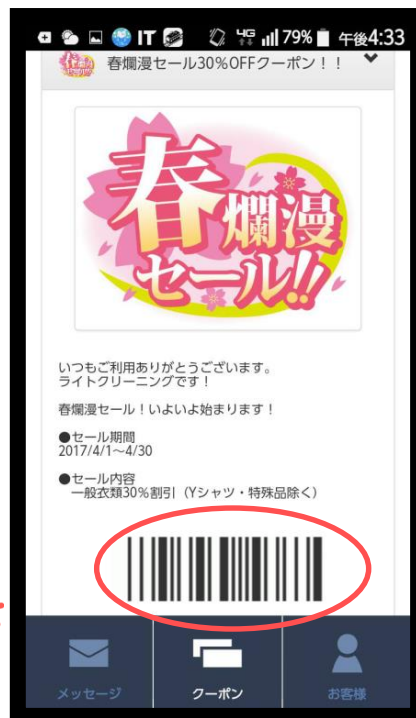 IT 4G 79% 午後4:33
春爛漫セール30%OFFクーポン！！
春爛漫
セール!!
いつもご利用ありがとうございます。
ライトクリーニングです！
春爛漫セール！いよいよ始まります！
●セール期間
2017/4/1～4/30
●セール内容
一般衣類30%割引（Yシャツ・特殊品除く）
メッセージ
クーポン
お客様